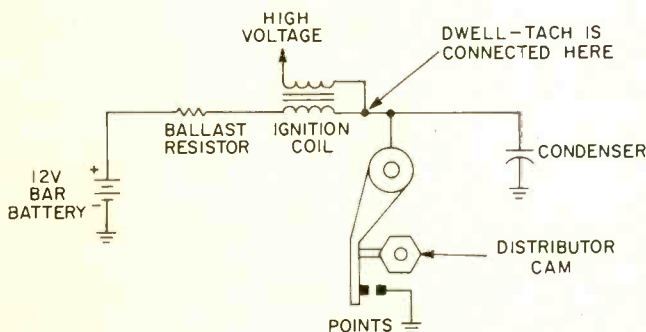 HIGH
VOLTAGE
DWELL-TACH IS
CONNECTED HERE
BALLAST
RESISTOR
IGNITION
COIL
CONDENSER
12V
BAR
BATTERY
+
-
DISTRIBUTOR
CAM
POINTS